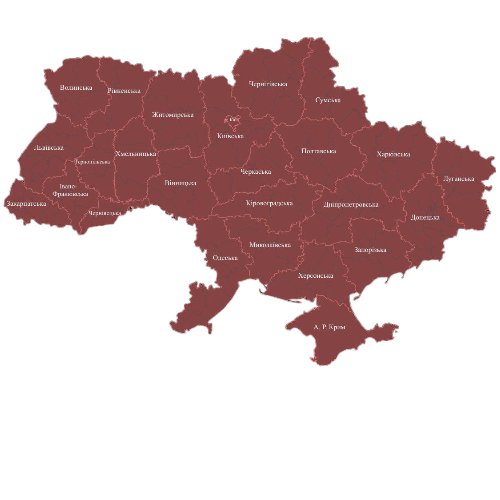 Чернігівська
Волинська
Рівненська
Сумська
Житомирська
м. Київ
Київська
Львівська
Тернопільська
Хмельницька
Полтавська
Харківська
Черкаська
Луганська
Вінницька
Івано-
Франківська
Закарпатська
Чернівецька
Кіровоградська
Дніпропетровська
Донецька
Миколаївська
Запорізька
Одеська
Херсонська
А. Р. Крим